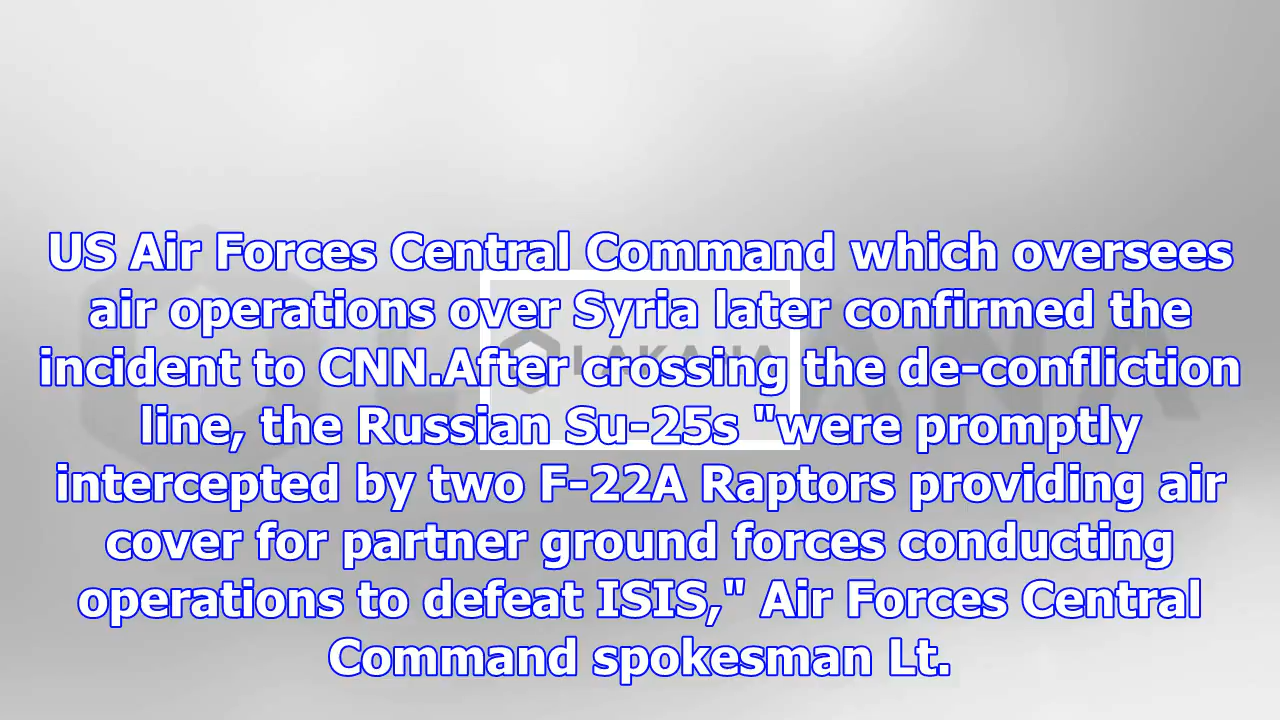 US Air Forces Central Command which oversees
air operations over Syria later confirmed the
incident to CNN.After crossing the de-confliction
line, the Russian Su-25s "were promptly
intercepted by two F-22A Raptors providing air
cover for partner ground forces conducting
operations to defeat ISIS," Air Forces Central
Command spokesman Lt.
LAKANA